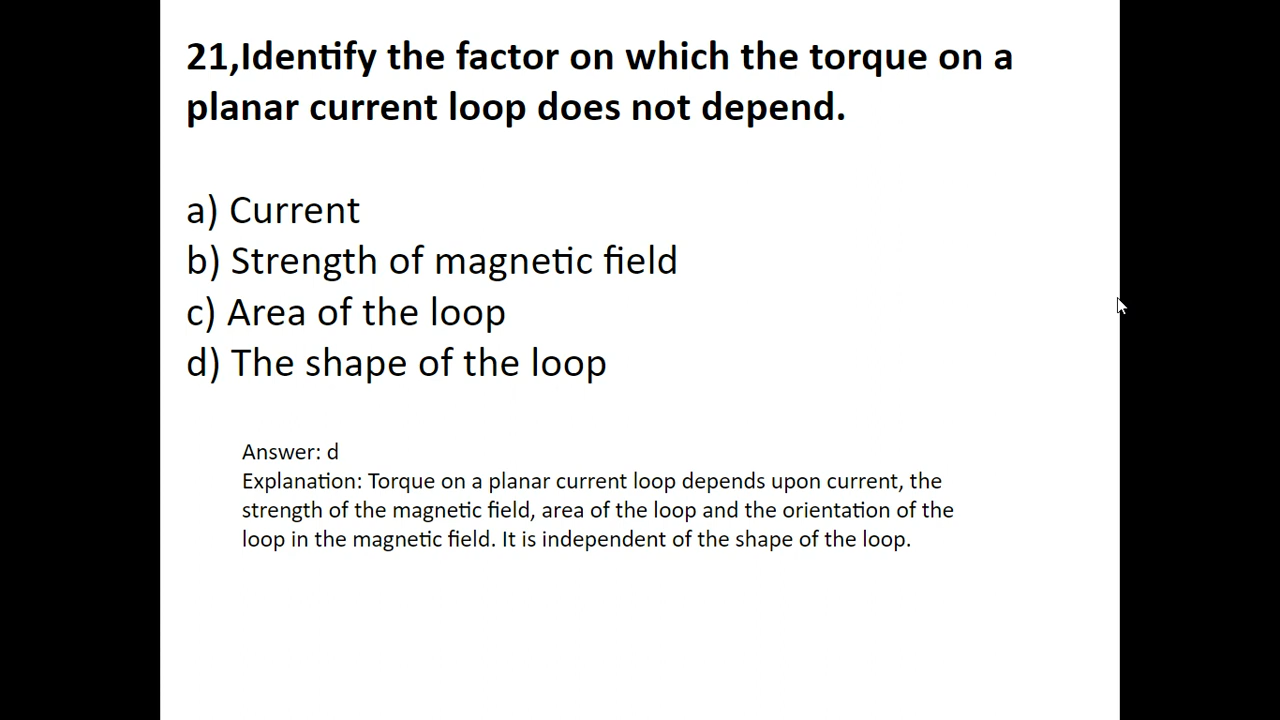 21,Identify the factor on which the torque on a
planar current loop does not depend.
a) Current
b) Strength of magnetic field
c) Area of the loop
d) The shape of the loop
Answer: d
Explanation: Torque on a planar current loop depends upon current, the
strength of the magnetic field, area of the loop and the orientation of the
loop in the magnetic field. It is independent of the shape of the loop.